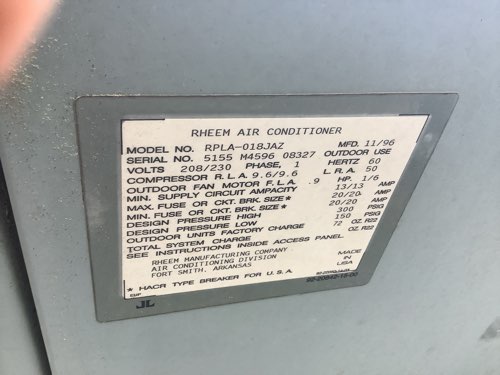 RHEEM AIR CONDITIONER
MODEL NO. RPLA-018JAZ MFD. 11/96
SERIAL NO. 5155 M4596 08327 OUTDOOR USE
VOLTS 208/230 PHASE, 1 HERTZ 60
COMPRESSOR R.L.A. 9.6/9.6 L.R.A. 50
OUTDOOR FAN MOTOR F.L.A. .9 HP. 1/6
MIN. SUPPLY CIRCUIT AMPACITY 13/13 AMP
MAX. FUSE OR CKT. BRK. SIZE* 20/20 AMP
MIN. FUSE OR CKT. BRK. SIZE* 20/20 AMP
DESIGN PRESSURE HIGH 300 PSIG
DESIGN PRESSURE LOW 150 PSIG
OUTDOOR UNITS FACTORY CHARGE 72 OZ. R22
TOTAL SYSTEM CHARGE OZ. R22
SEE INSTRUCTIONS INSIDE ACCESS PANEL.
RHEEM MANUFACTURING COMPANY MADE
AIR CONDITIONING DIVISION IN
FORT SMITH, ARKANSAS USA
* HACR TYPE BREAKER FOR U.S.A.